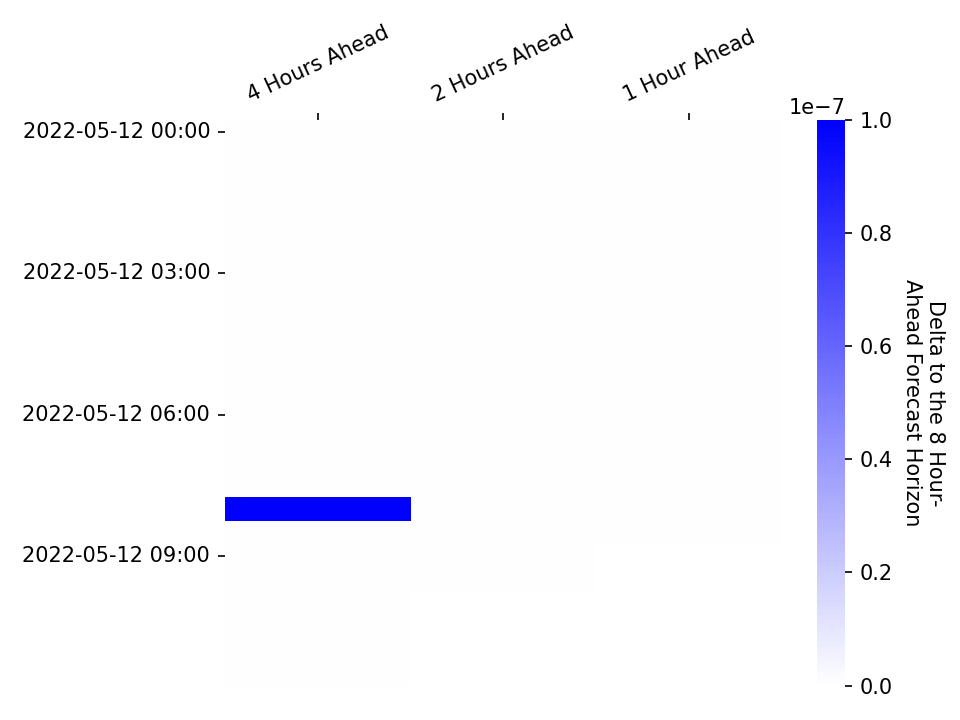 4 Hours Ahead
2 Hours Ahead
1 Hour Ahead
1e−7
2022-05-12 00:00
2022-05-12 03:00
2022-05-12 06:00
2022-05-12 09:00
1.0
0.8
0.6
0.4
0.2
0.0
Delta to the 8 Hour-
Ahead Forecast Horizon